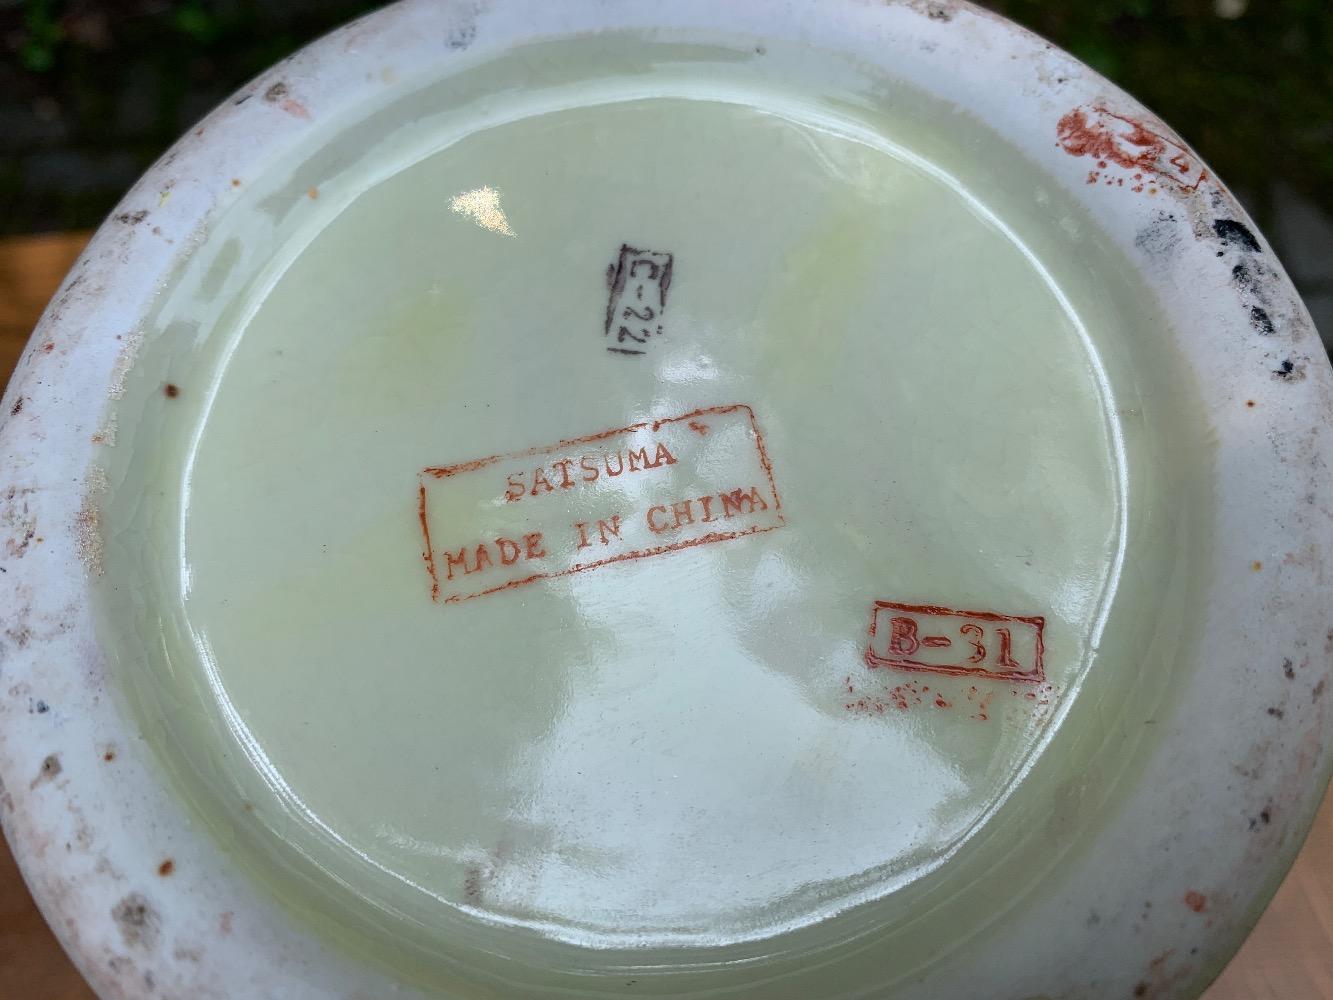 C-221
SATSUMA
MADE IN CHINA
B-31